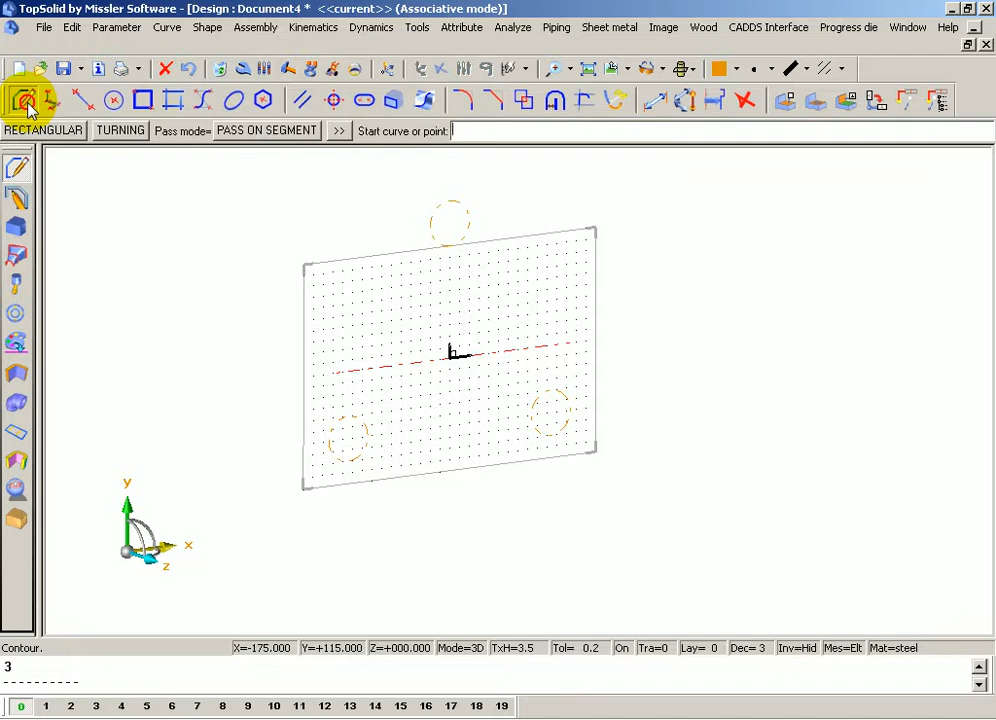 TopSolid by Missler Software - [Design : Document4 *   <<current>> (Associative mode)]
File Edit Parameter Curve Shape Assembly Kinematics Dynamics Tools Attribute Analyze Piping Sheet metal Image Wood CADDS Interface Progress die Window Help
RECTANGULAR TURNING Pass mode= PASS ON SEGMENT >> Start curve or point:
y
x
z
Contour. X=-175.000 Y=+115.000 Z=+000.000 Mode=3D TxH=3.5 Tol= 0.2 On Tra=0 Lay= 0 Dec= 3 Inv=Hid Mes=Elt Mat=steel
3
----------
0 1 2 3 4 5 6 7 8 9 10 11 12 13 14 15 16 17 18 19